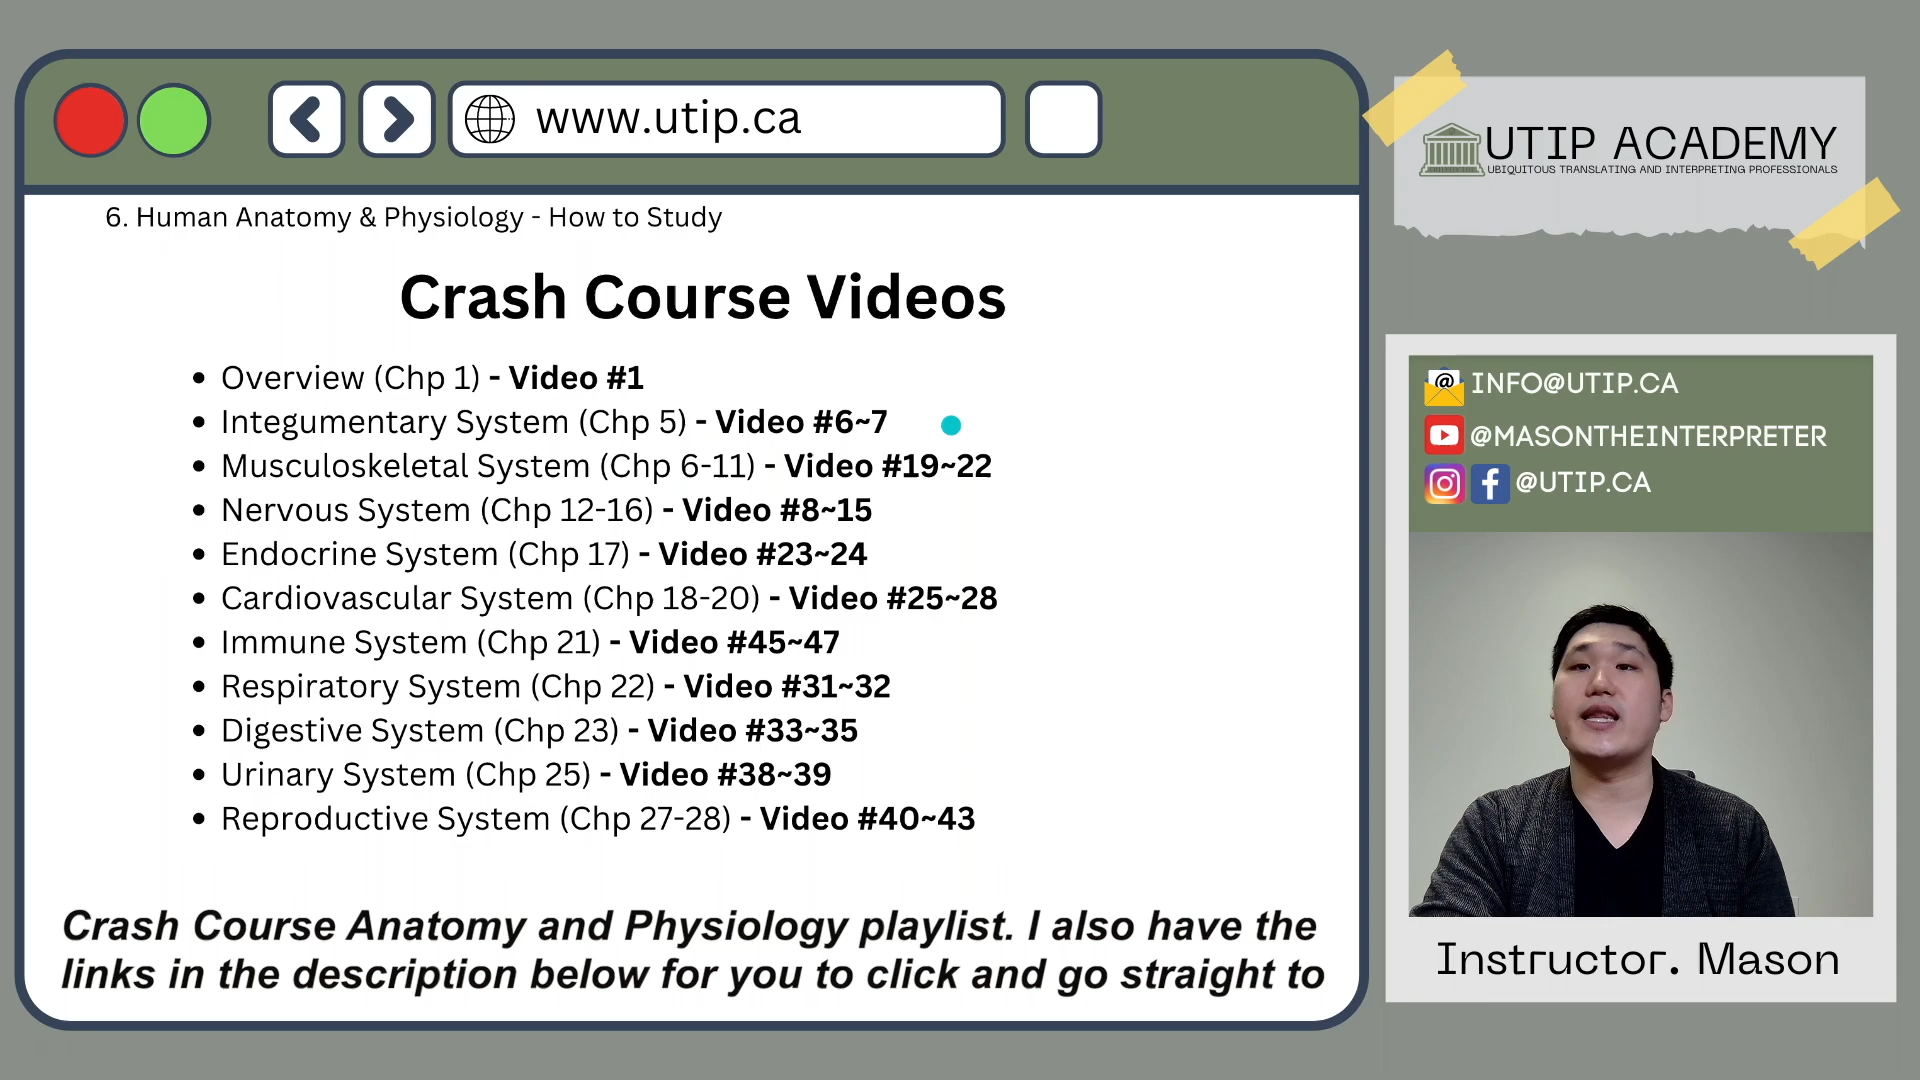 www.utip.ca
6. Human Anatomy & Physiology - How to Study
Crash Course Videos
• Overview (Chp 1) - Video #1
• Integumentary System (Chp 5) - Video #6~7
• Musculoskeletal System (Chp 6-11) - Video #19~22
• Nervous System (Chp 12-16) - Video #8~15
• Endocrine System (Chp 17) - Video #23~24
• Cardiovascular System (Chp 18-20) - Video #25~28
• Immune System (Chp 21) - Video #45~47
• Respiratory System (Chp 22) - Video #31~32
• Digestive System (Chp 23) - Video #33~35
• Urinary System (Chp 25) - Video #38~39
• Reproductive System (Chp 27-28) - Video #40~43
Crash Course Anatomy and Physiology playlist. I also have the
links in the description below for you to click and go straight to
UTIP ACADEMY
UBIQUITOUS TRANSLATING AND INTERPRETING PROFESSIONALS
@ INFO@UTIP.CA
@MASONTHEINTERPRETER
@UTIP.CA
Instructor. Mason